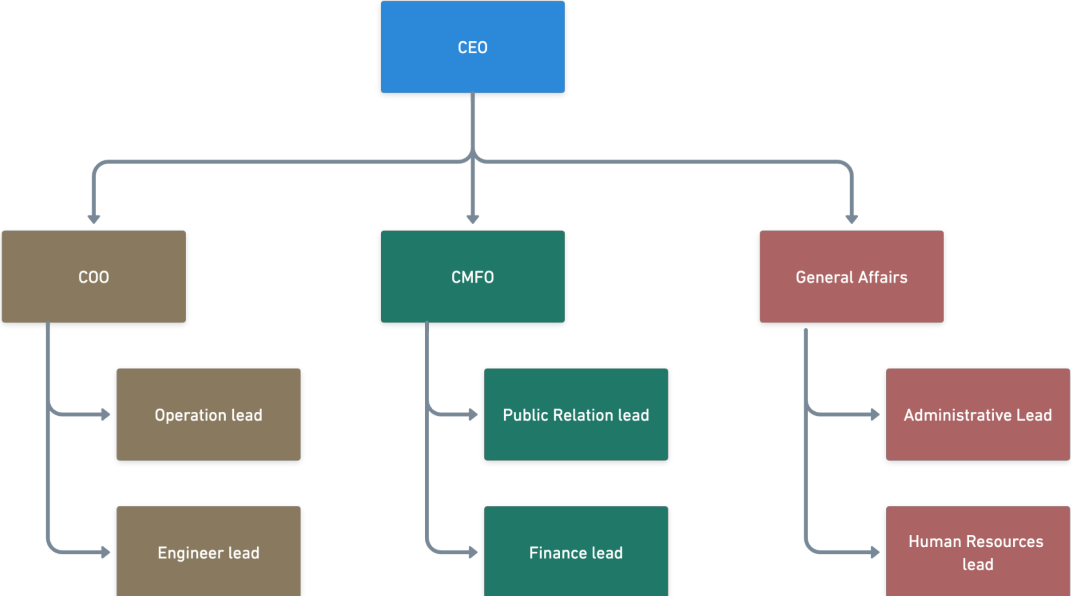 CEO
COO
CMFO
General Affairs
Operation lead
Public Relation lead
Administrative Lead
Engineer lead
Finance lead
Human Resources
lead